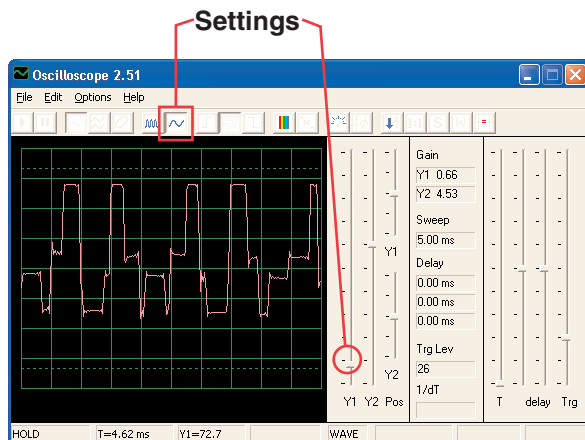 Settings
Oscilloscope 2.51
File Edit Options Help
Gain
Y1 0.66
Y2 4.53
Sweep
5.00 ms
Y1
Delay
0.00 ms
0.00 ms
0.00 ms
Trg Lev
26
Y2
1/dT
Y1 Y2 Pos
T delay Trg
HOLD T=4.62 ms Y1=72.7 WAVE